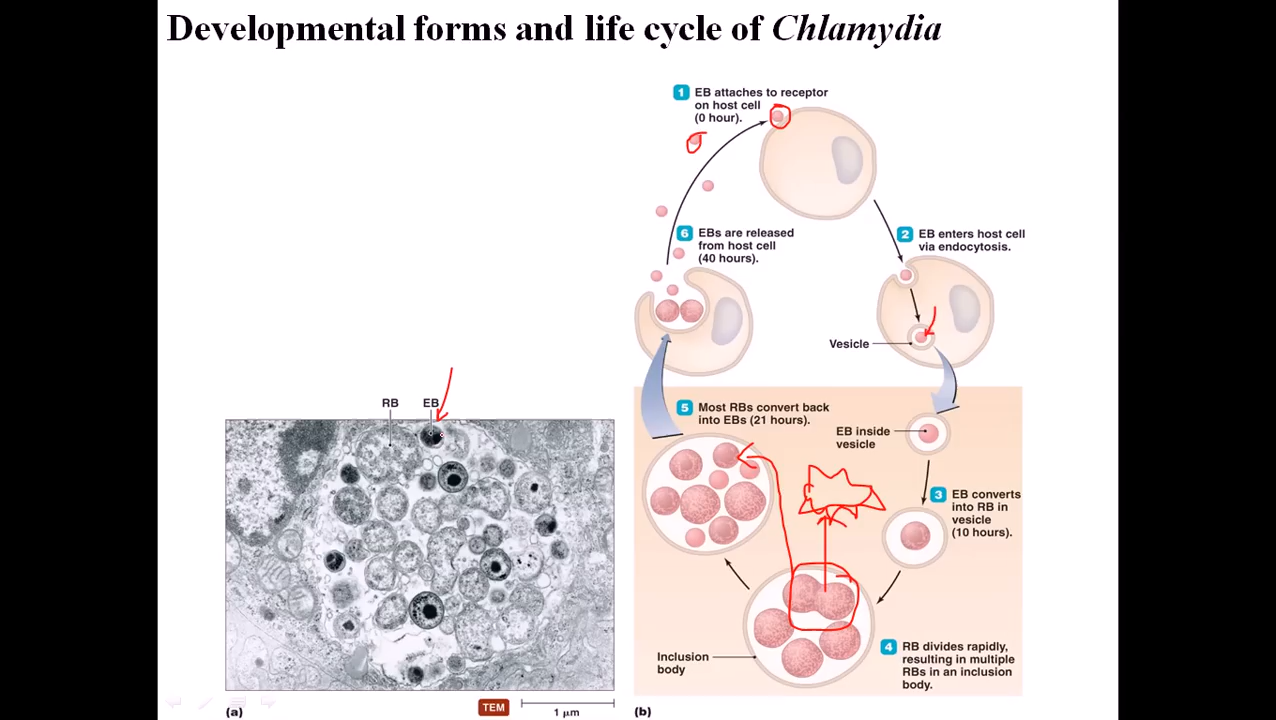 Developmental forms and life cycle of Chlamydia
1 EB attaches to receptor
on host cell
(0 hour).
2 EB enters host cell
via endocytosis.
6 EBs are released
from host cell
(40 hours).
Vesicle
RB EB
5 Most RBs convert back
into EBs (21 hours).
EB inside
vesicle
3 EB converts
into RB in
vesicle
(10 hours).
4 RB divides rapidly,
resulting in multiple
RBs in an inclusion
body.
Inclusion
body
(a) TEM 1 μm
(b)